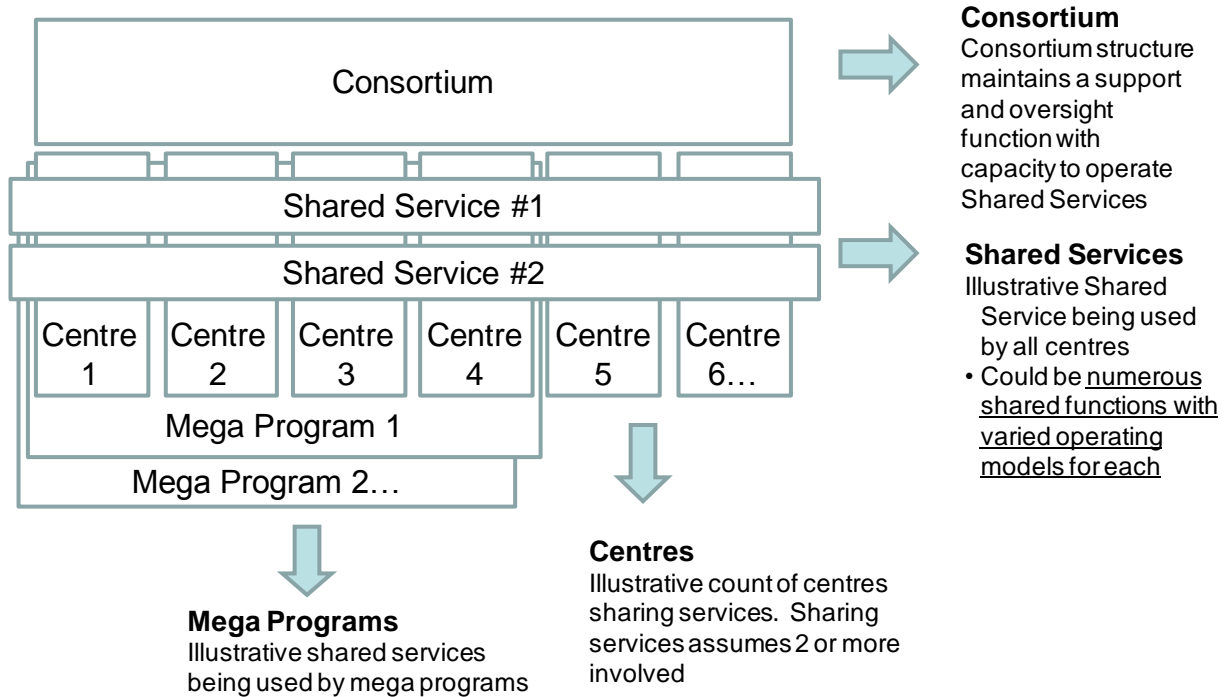 Consortium
Shared Service #1
Shared Service #2
Centre
1
Centre
2
Centre
3
Centre
4
Centre
5
Centre
6…
Mega Program 1
Mega Program 2…
Consortium
Consortium structure
maintains a support
and oversight
function with
capacity to operate
Shared Services
Shared Services
Illustrative Shared
Service being used
by all centres
• Could be numerous
shared functions with
varied operating
models for each
Centres
Illustrative count of centres
sharing services. Sharing
services assumes 2 or more
involved
Mega Programs
Illustrative shared services
being used by mega programs